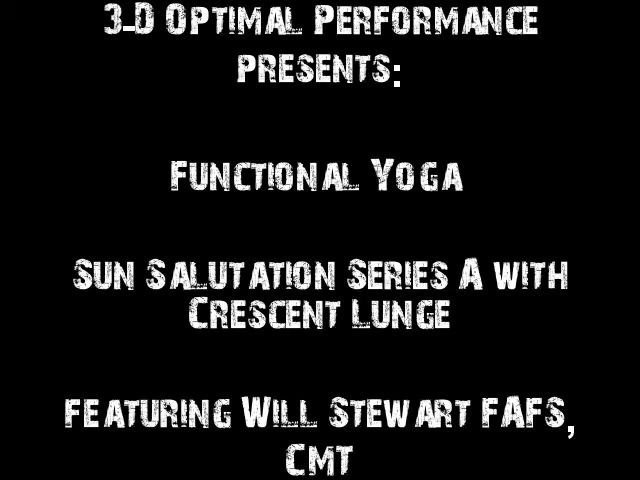 3-D Optimal Performance
presents:
Functional Yoga
Sun Salutation Series A with
Crescent Lunge
featuring Will Stewart FAFS,
CMT